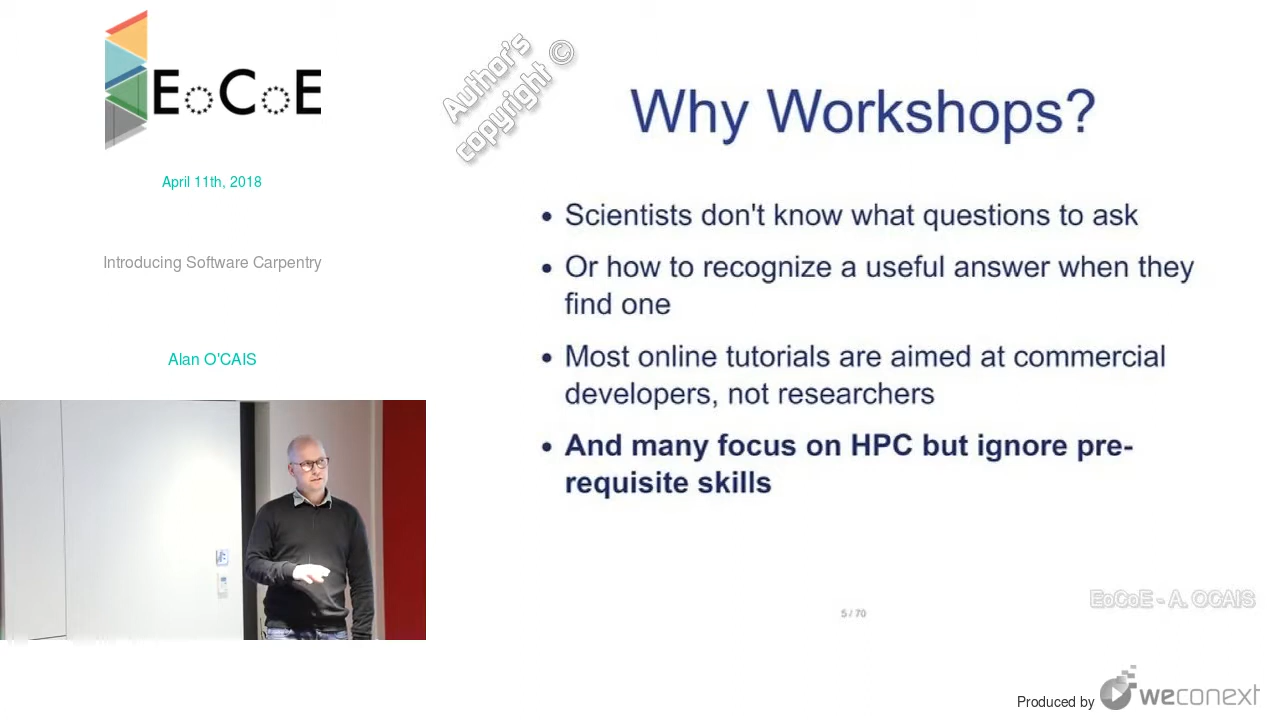 EoCoE
April 11th, 2018
Introducing Software Carpentry
Alan O'CAIS
Author's
copyright ©
Why Workshops?
• Scientists don't know what questions to ask
• Or how to recognize a useful answer when they
find one
• Most online tutorials are aimed at commercial
developers, not researchers
• And many focus on HPC but ignore pre-
requisite skills
5 / 70
EoCoE - A. OCAIS
Produced by weconext